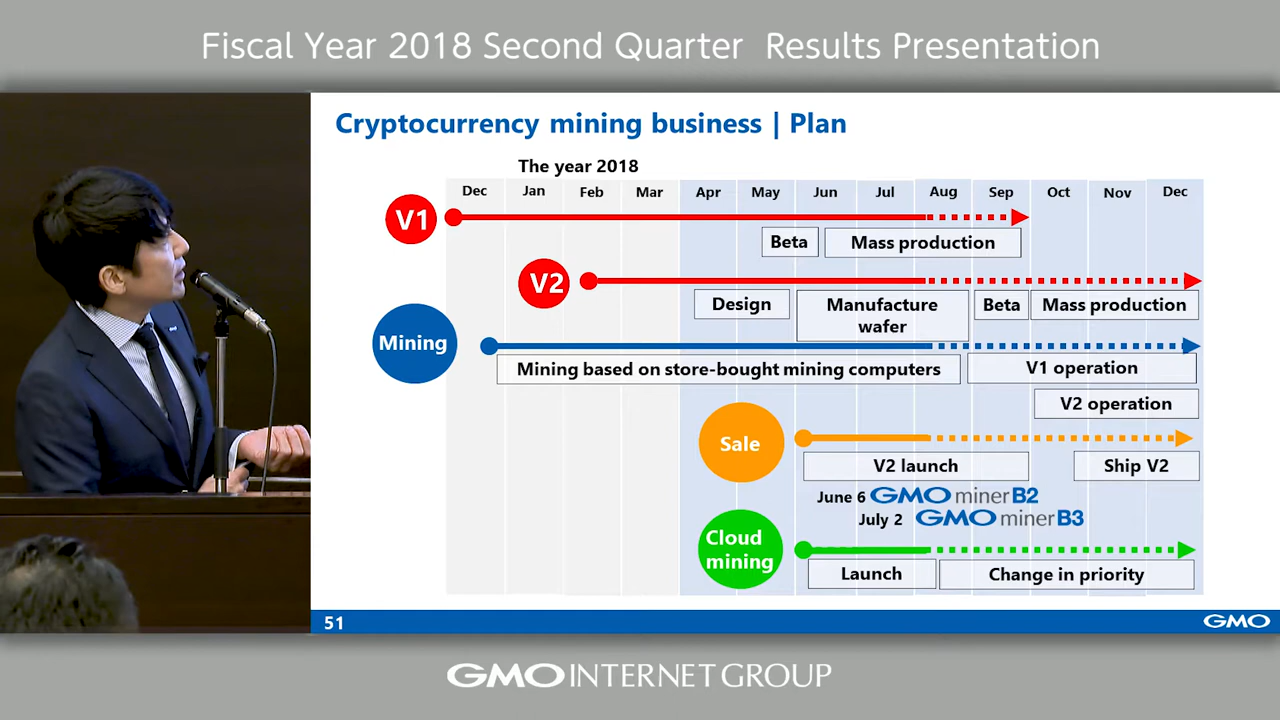 Fiscal Year 2018 Second Quarter Results Presentation
Cryptocurrency mining business | Plan
The year 2018
Dec Jan Feb Mar Apr May Jun Jul Aug Sep Oct Nov Dec
V1
Beta Mass production
V2
Design Manufacture wafer Beta Mass production
Mining
Mining based on store-bought mining computers V1 operation
V2 operation
Sale
V2 launch Ship V2
June 6 GMO miner B2
July 2 GMO miner B3
Cloud
mining
Launch Change in priority
51 GMO
GMO INTERNET GROUP